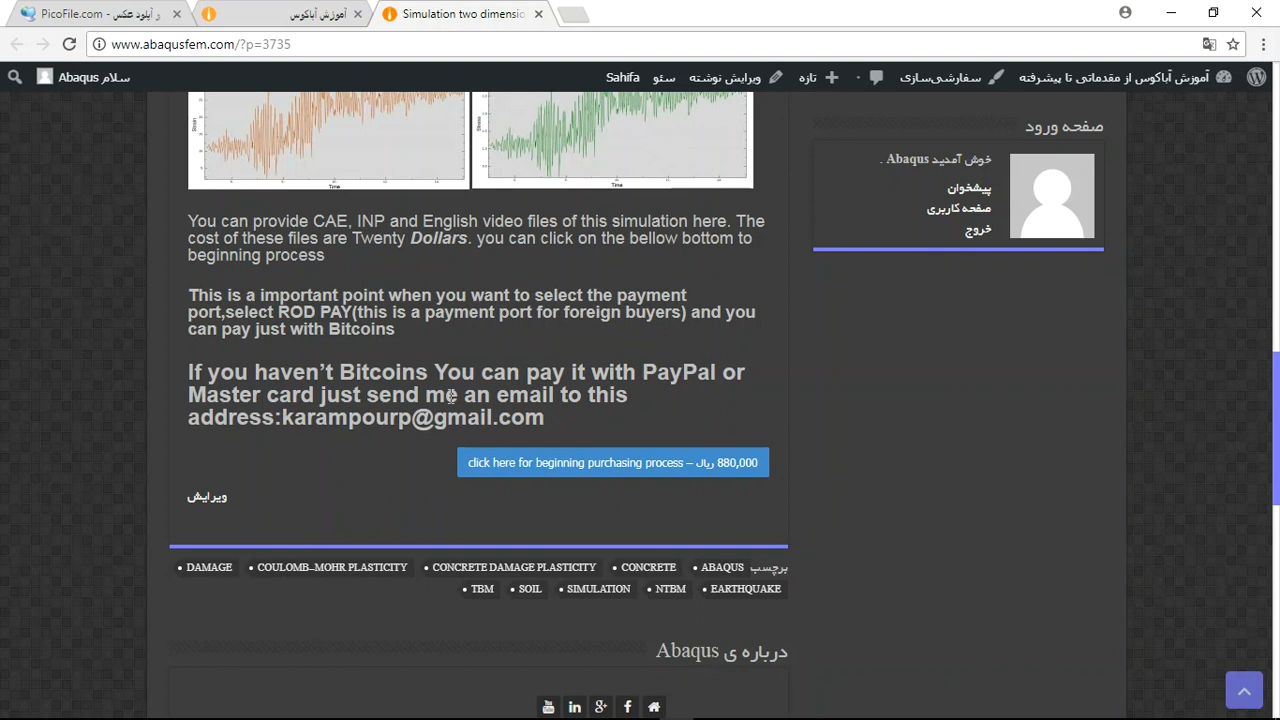 PicoFile.com - و آپلود عکس
آموزش آباکوس
Simulation two dimensio
www.abaqusfem.com/?p=3735
آموزش آباکوس از مقدماتی تا پیشرفته
سفارشی‌سازی
تازه
ویرایش نوشته
سئو
Sahifa
سلام Abaqus
Strain
Time
Strain
Time
You can provide CAE, INP and English video files of this simulation here. The
cost of these files are Twenty Dollars. you can click on the bellow bottom to
beginning process
This is a important point when you want to select the payment
port,select ROD PAY(this is a payment port for foreign buyers) and you
can pay just with Bitcoins
If you haven’t Bitcoins You can pay it with PayPal or
Master card just send me an email to this
address:karampourp@gmail.com
click here for beginning purchasing process – 880,000 ریال
ویرایش
برچسب ABAQUS • CONCRETE • CONCRETE DAMAGE PLASTICITY • COULOMB–MOHR PLASTICITY • DAMAGE •
EARTHQUAKE • NTBM • SIMULATION • SOIL • TBM •
درباره ی Abaqus
صفحه ورود
خوش آمدید Abaqus .
پیشخوان
صفحه کاربری
خروج